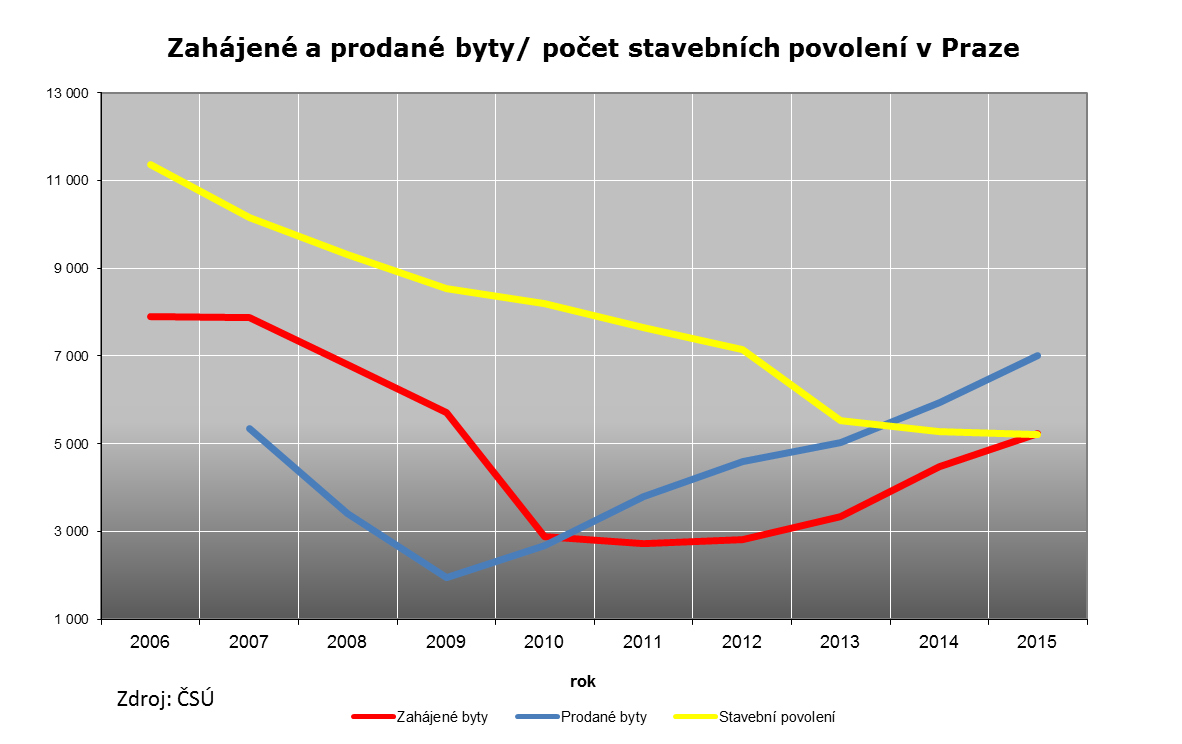 Zahájené a prodané byty/ počet stavebních povolení v Praze
13 000
11 000
9 000
7 000
5 000
3 000
1 000
2006 2007 2008 2009 2010 2011 2012 2013 2014 2015
rok
Zdroj: ČSÚ
Zahájené byty Prodané byty Stavební povolení